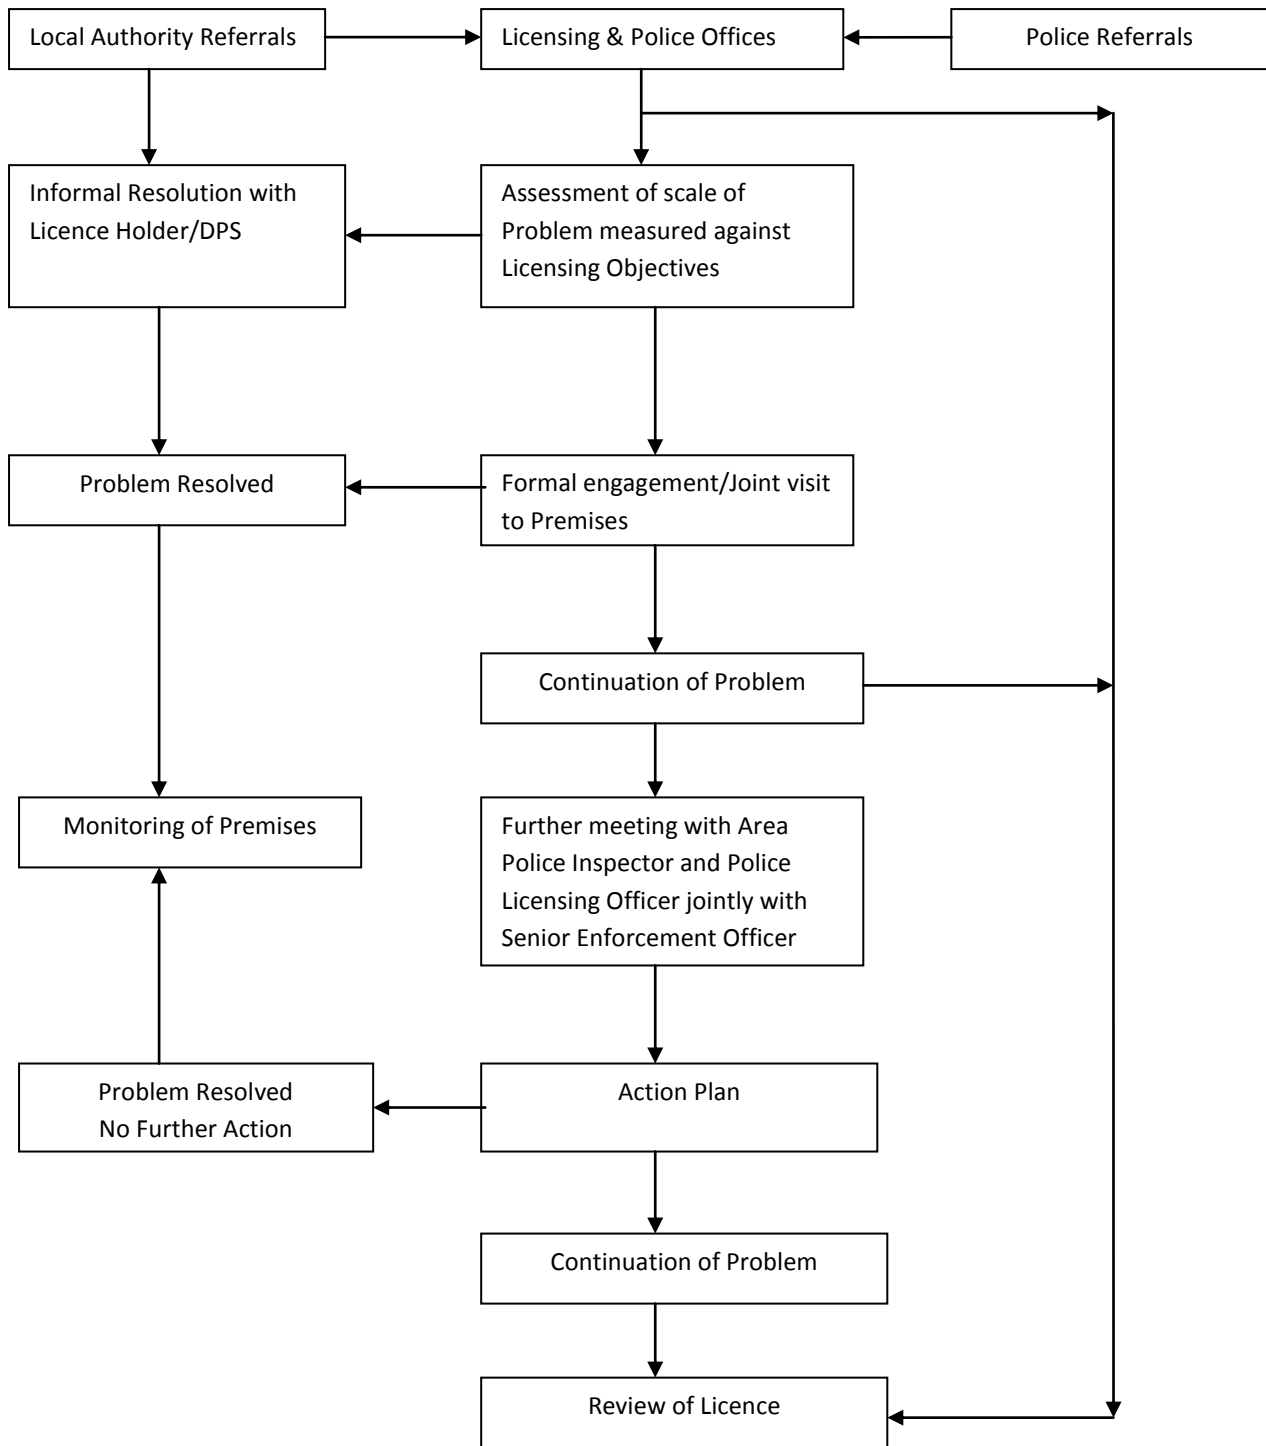 Local Authority Referrals
Licensing & Police Offices
Police Referrals
Informal Resolution with
Licence Holder/DPS
Assessment of scale of
Problem measured against
Licensing Objectives
Problem Resolved
Formal engagement/Joint visit
to Premises
Continuation of Problem
Monitoring of Premises
Further meeting with Area
Police Inspector and Police
Licensing Officer jointly with
Senior Enforcement Officer
Problem Resolved
No Further Action
Action Plan
Continuation of Problem
Review of Licence